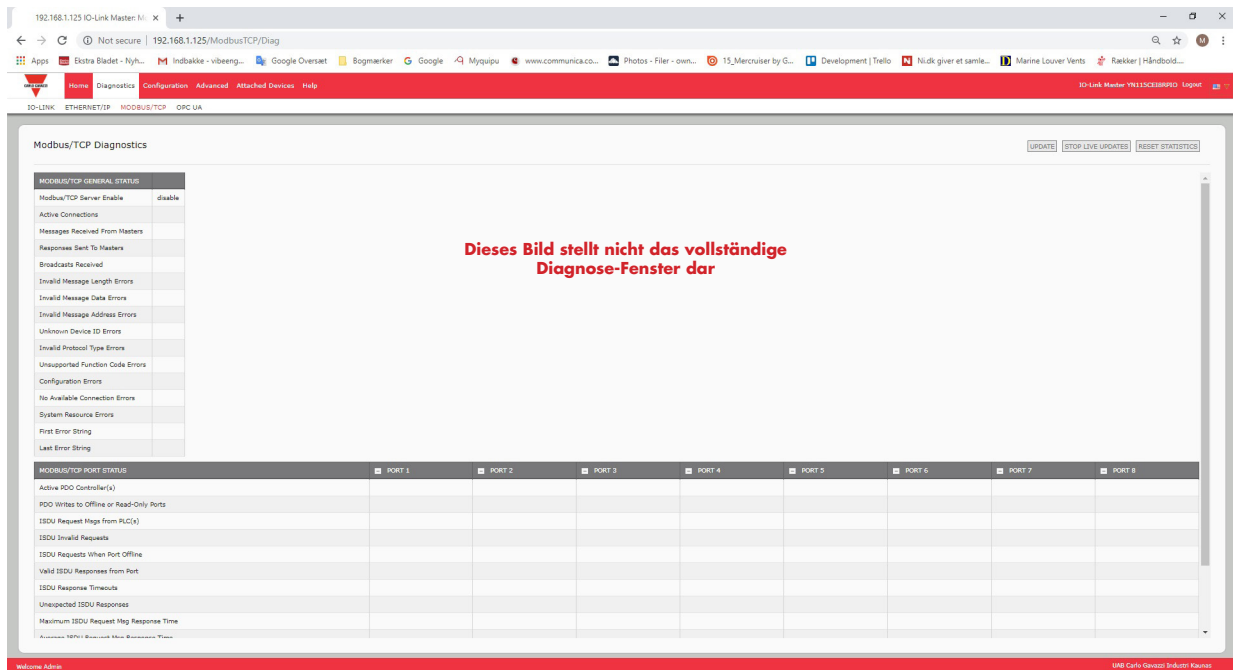 192.168.1.125 IO-Link Master: M
Not secure | 192.168.1.125/ModbusTCP/Diag
M
Apps Ekstra Bladet - Nyh... Indbakke - vibeeng... Google Oversæt Bogmærker Google Myquipu www.communica.co... Photos - Filer - own... 15_Mercruiser by G... Development | Trello Ni.dk giver et samle... Marine Louver Vents Rækker | Håndbold....
Home Diagnostics Configuration Advanced Attached Devices Help
IO-Link Master YN115CEI8RPIO Logout
IO-LINK ETHERNET/IP MODBUS/TCP OPC UA
Modbus/TCP Diagnostics
UPDATE STOP LIVE UPDATES RESET STATISTICS
MODBUS/TCP GENERAL STATUS
Modbus/TCP Server Enable disable
Active Connections
Messages Received From Masters
Responses Sent To Masters
Broadcasts Received
Invalid Message Length Errors
Invalid Message Data Errors
Invalid Message Address Errors
Unknown Device ID Errors
Invalid Protocol Type Errors
Unsupported Function Code Errors
Configuration Errors
No Available Connection Errors
System Resource Errors
First Error String
Last Error String
Dieses Bild stellt nicht das vollständige
Diagnose-Fenster dar
MODBUS/TCP PORT STATUS PORT 1 PORT 2 PORT 3 PORT 4 PORT 5 PORT 6 PORT 7 PORT 8
Active PDO Controller(s)
PDO Writes to Offline or Read-Only Ports
ISDU Request Msgs from PLC(s)
ISDU Invalid Requests
ISDU Requests When Port Offline
Valid ISDU Responses from Port
ISDU Response Timeouts
Unexpected ISDU Responses
Maximum ISDU Request Msg Response Time
Average ISDU Request Msg Response Time
Welcome Admin
UAB Carlo Gavazzi Industri Kaunas